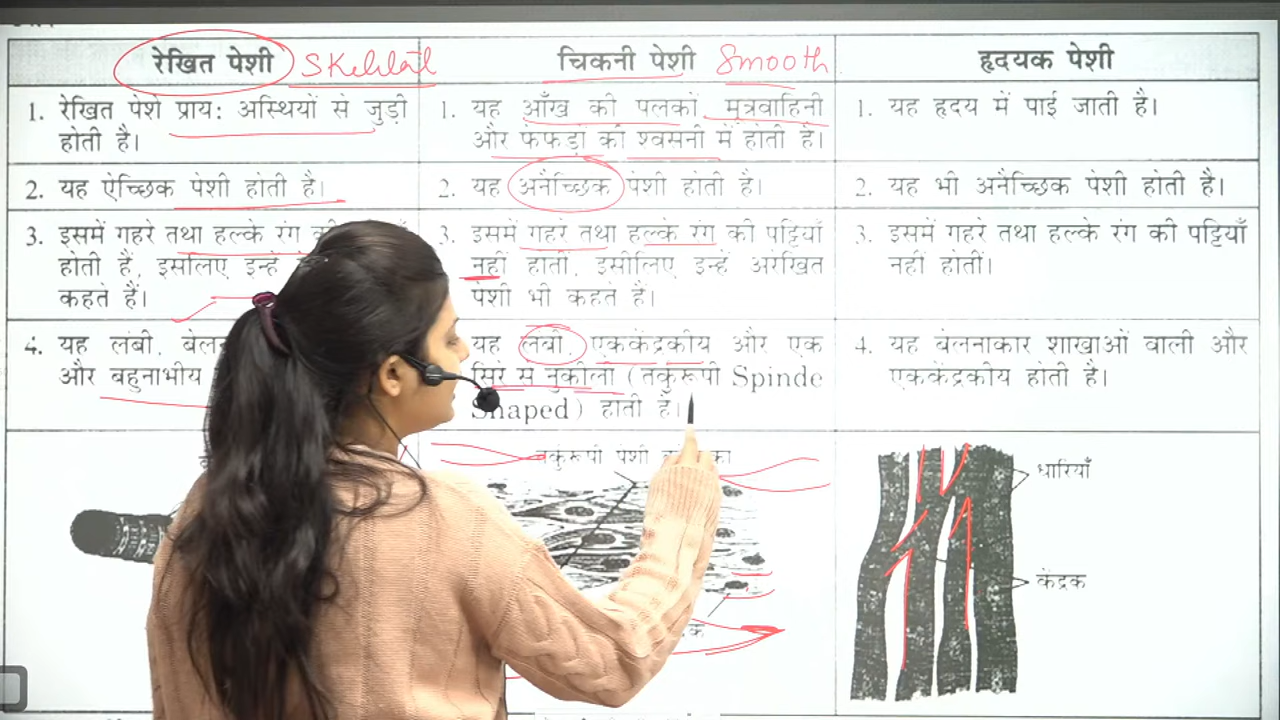 रेखित पेशी Skeletal
1. रेखित पेशी प्राय: अस्थियों से जुड़ी
होती है।
2. यह ऐच्छिक पेशी होती है।
3. इसमें गहरे तथा हल्के रंग की
होती हैं, इसलिए इन्हें
कहते हैं।
4. यह लंबी,
और बहुनाभीय
चिकनी पेशी Smooth
1. यह आँख की पलकों, मूत्रवाहिनी
और फेफड़ों की श्वसनी में होती है।
2. यह अनैच्छिक पेशी होती है।
3. इसमें गहरे तथा हल्के रंग की पट्टियाँ
नहीं होतीं, इसीलिए इन्हें अरेखित
पेशी भी कहते हैं।
यह लंबी, एककेंद्रकीय और एक
सिरे से नुकीली (तर्कुरूपी Spinde
Shaped) होती है।
तर्कुरूपी पेशी
हृदयक पेशी
1. यह हृदय में पाई जाती है।
2. यह भी अनैच्छिक पेशी होती है।
3. इसमें गहरे तथा हल्के रंग की पट्टियाँ
नहीं होतीं।
4. यह बेलनाकार शाखाओं वाली और
एककेंद्रकीय होती है।
धारियाँ
केंद्रक